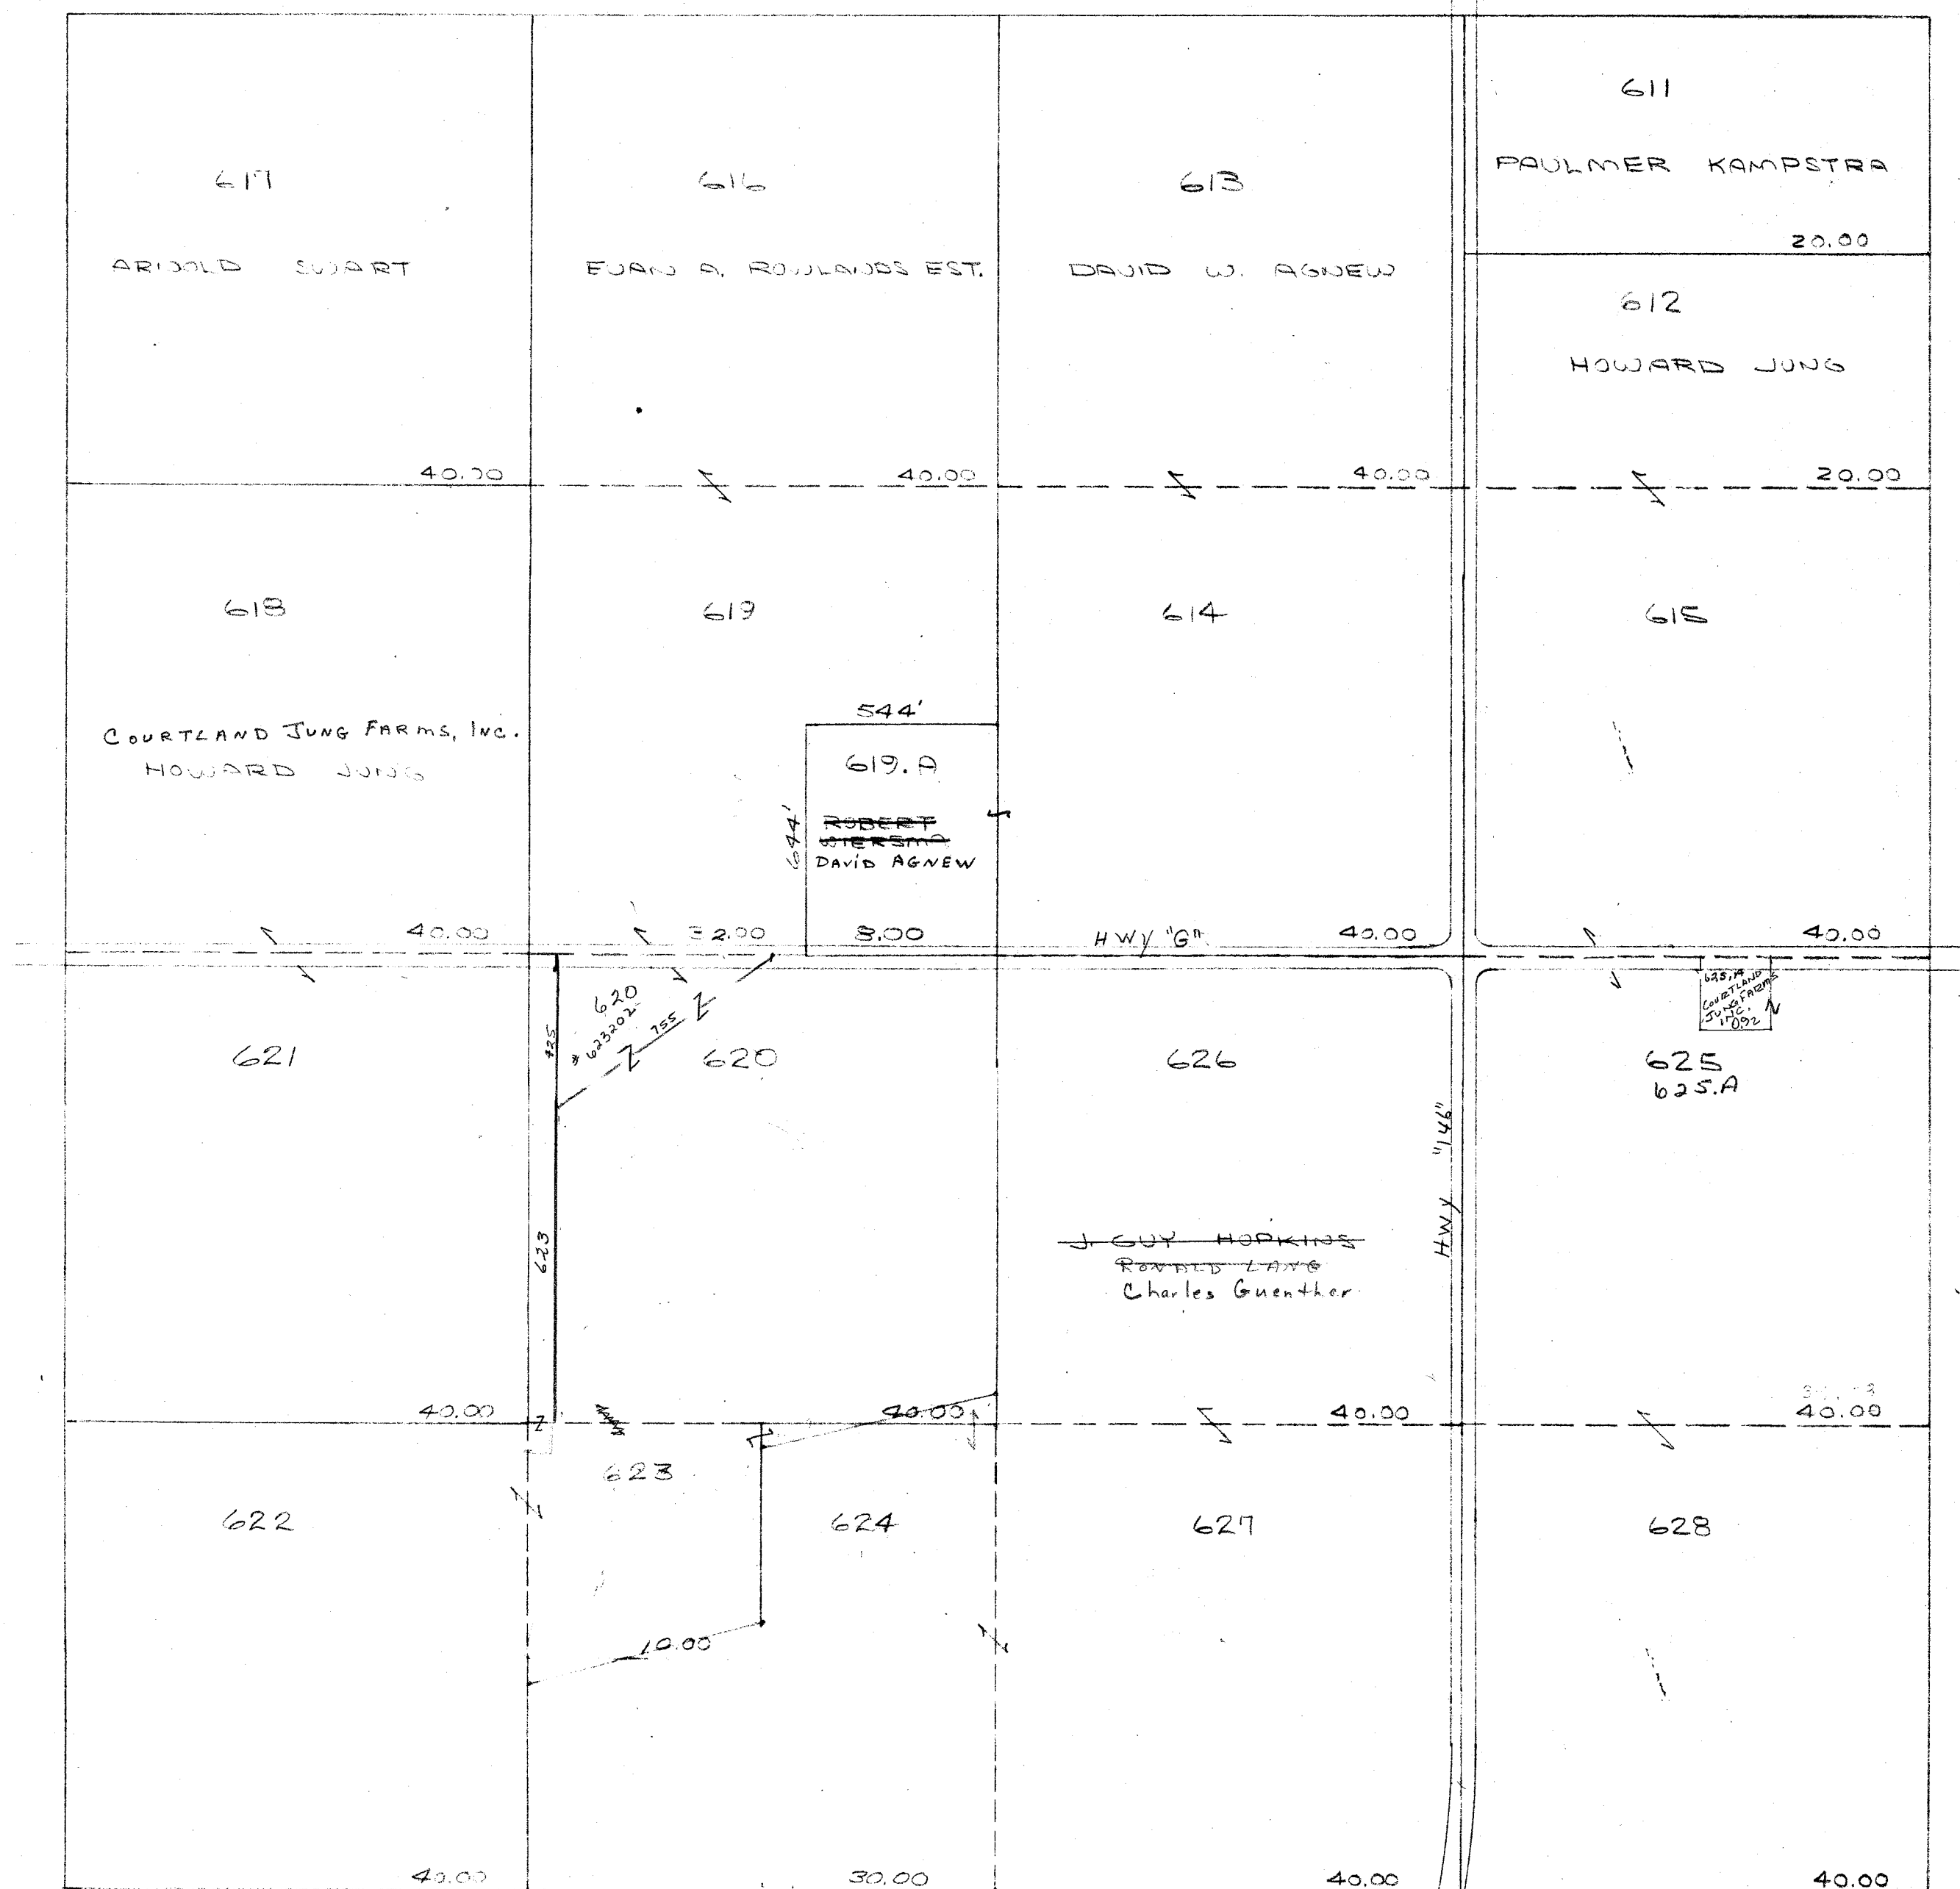 611
PAULMER KAMPSTRA
20.00
617
616
613
ARNOLD SWART
EVAN A. ROWLANDS EST.
DAVID W. AGNEW
612
HOWARD JUNG
40.00
40.00
40.00
20.00
618
619
614
615
COURTLAND JUNG FARMS, INC.
HOWARD JUNG
544'
619.A
644'
ROBERT
WIERSMA
DAVID AGNEW
40.00
32.00
8.00
HWY "G"
40.00
40.00
625.A
COURTLAND
JUNG FARMS
INC.
0.92
620
# 623202
755
425
621
620
626
625
625.A
HWY "146"
623
J. GUY HOPKINS
RONALD LANG
Charles Guenther
40.00
40.00
40.00
40.00
623
622
624
627
628
10.00
40.00
30.00
40.00
40.00